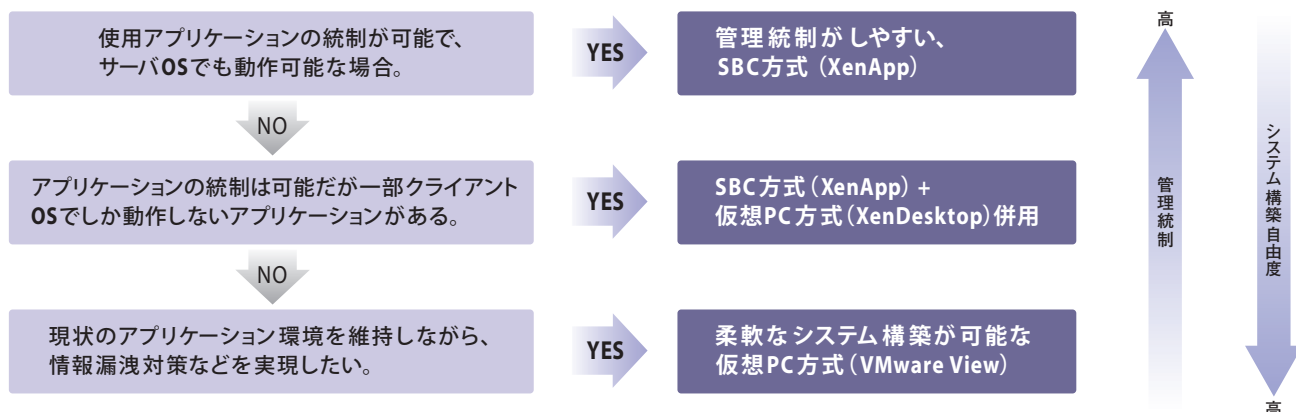 使用アプリケーションの統制が可能で、
サーバOSでも動作可能な場合。
YES
管理統制がしやすい、
SBC方式(XenApp)
NO
アプリケーションの統制は可能だが一部クライアント
OSでしか動作しないアプリケーションがある。
YES
SBC方式(XenApp)+
仮想PC方式(XenDesktop)併用
NO
現状のアプリケーション環境を維持しながら、
情報漏洩対策などを実現したい。
YES
柔軟なシステム構築が可能な
仮想PC方式(VMware View)
高
管理統制
システム構築自由度
高